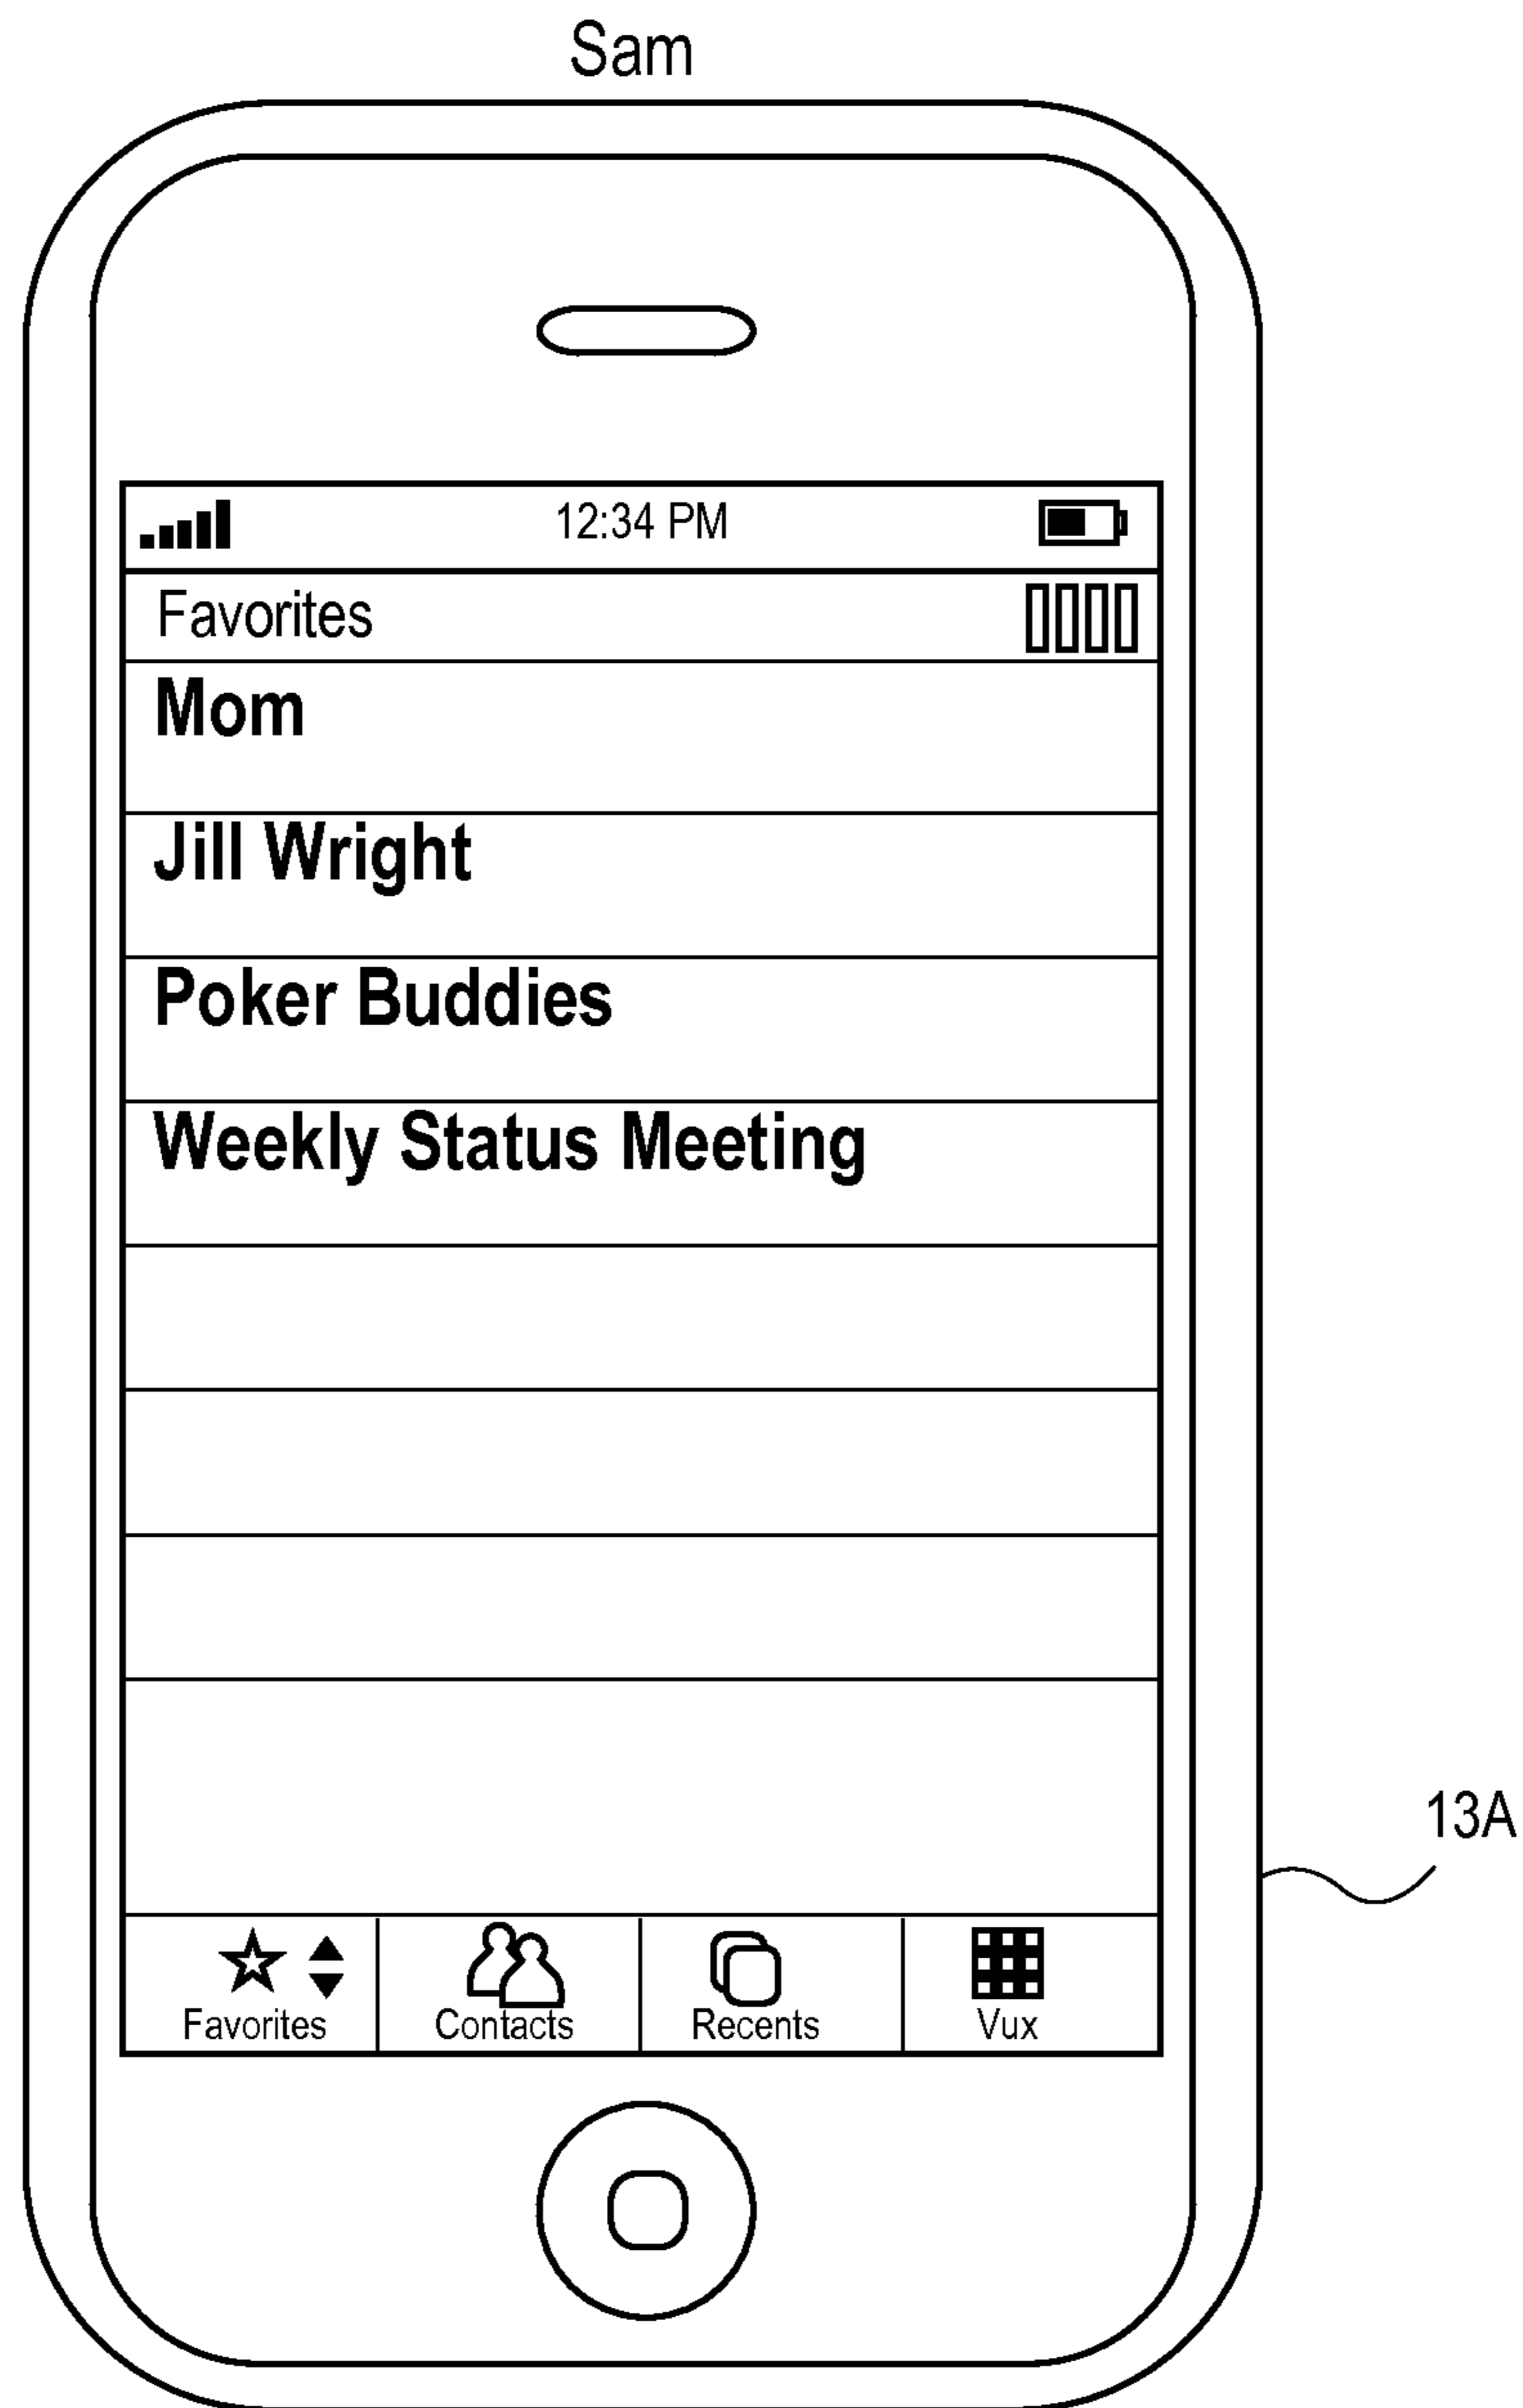 Sam
12:34 PM
Favorites
Mom
Jill Wright
Poker Buddies
Weekly Status Meeting
13A
Favorites Contacts Recents Vux